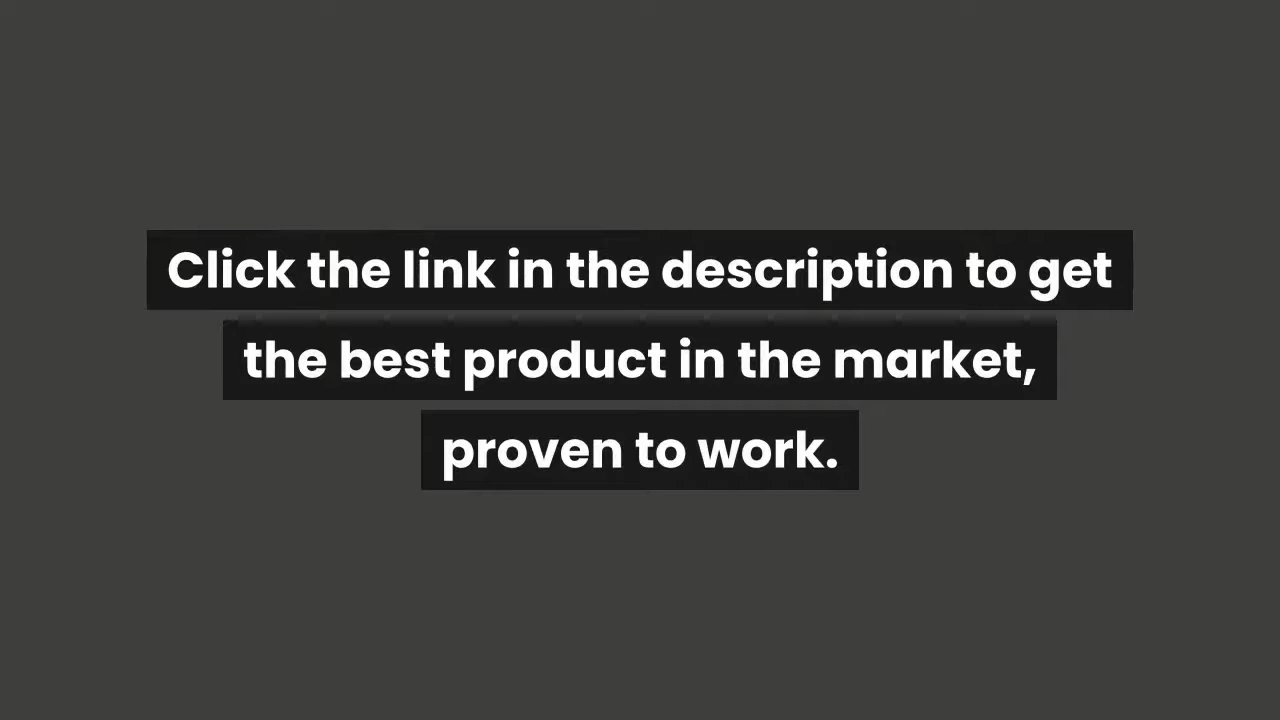 Click the link in the description to get
the best product in the market,
proven to work.